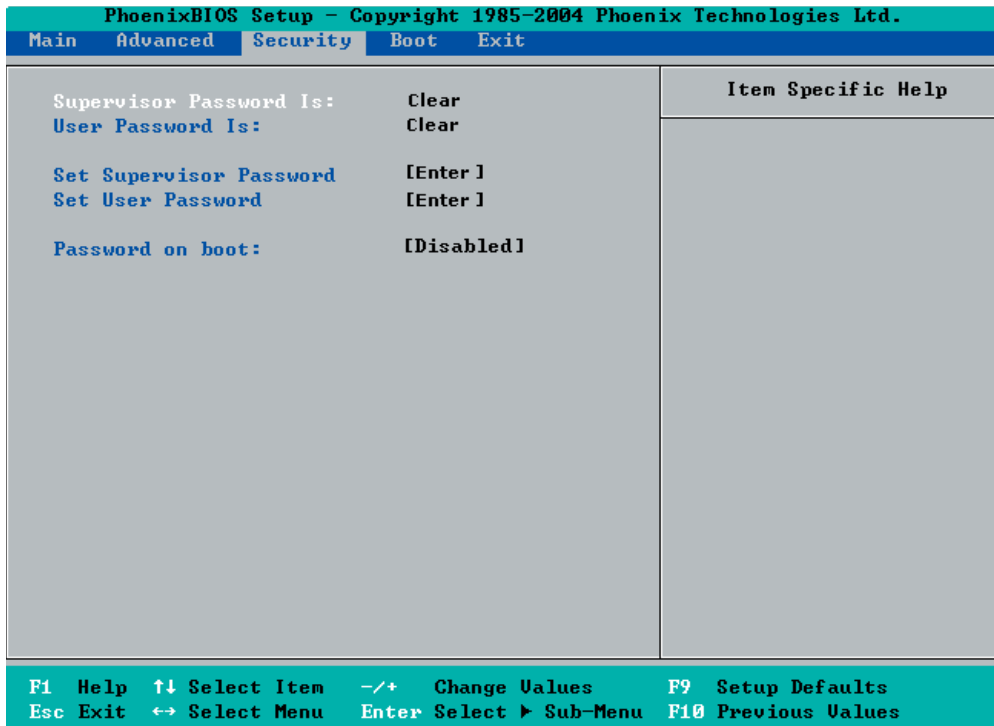 PhoenixBIOS Setup - Copyright 1985-2004 Phoenix Technologies Ltd.
Main Advanced Security Boot Exit
Item Specific Help
Supervisor Password Is: Clear
User Password Is: Clear
Set Supervisor Password [Enter ]
Set User Password [Enter ]
Password on boot: [Disabled]
F1 Help ↑↓ Select Item -/+ Change Values F9 Setup Defaults
Esc Exit ↔ Select Menu Enter Select ► Sub-Menu F10 Previous Values